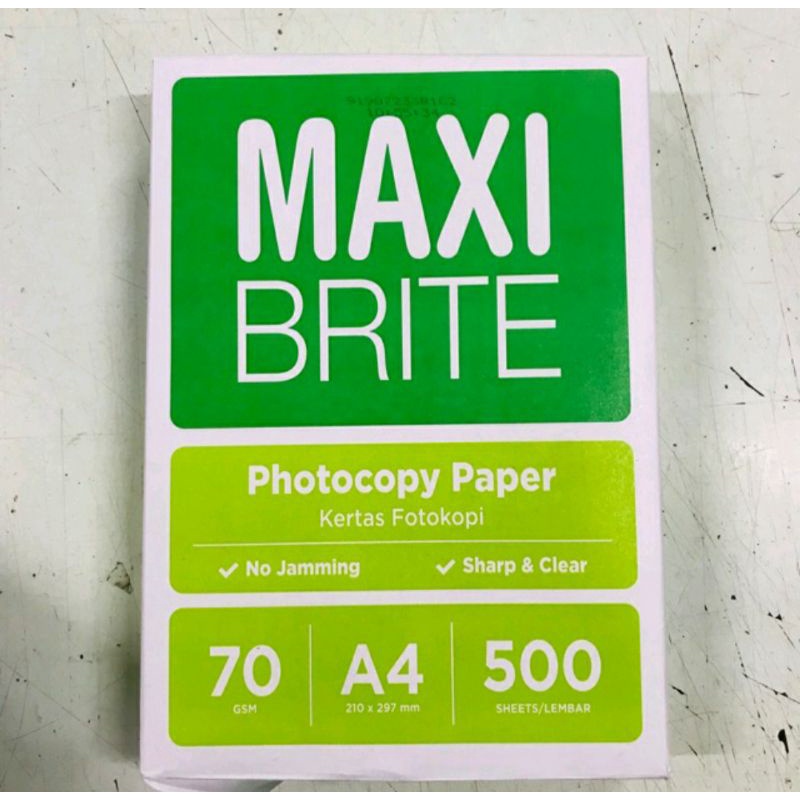 MAXI
BRITE
Photocopy Paper
Kertas Fotokopi
No Jamming
Sharp & Clear
70
GSM
A4
210 x 297 mm
500
SHEETS/LEMBAR